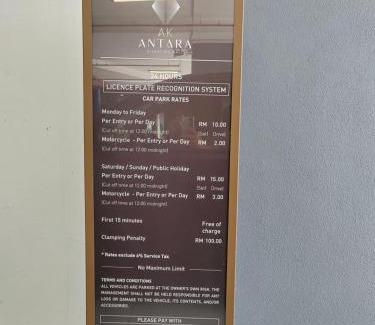 AK
ANTARA
24 HOURS
LICENCE PLATE RECOGNITION SYSTEM
CAR PARK RATES
Monday to Friday
Per Entry or Per Day RM 10.00
(Cut off time at 12.00 midnight) (Self Drive)
Motorcycle - Per Entry or Per Day RM 2.00
(Cut off time at 12.00 midnight)
Saturday / Sunday / Public Holiday
Per Entry or Per Day RM 15.00
(Cut off time at 12.00 midnight) (Self Drive)
Motorcycle - Per Entry or Per Day RM 3.00
(Cut off time at 12.00 midnight)
First 15 minutes Free of
charge
Clamping Penalty RM 100.00
* Rates exclude 6% Service Tax
No Maximum Limit
TERMS AND CONDITIONS
ALL VEHICLES ARE PARKED AT THE OWNER'S OWN RISK. THE
MANAGEMENT SHALL NOT BE HELD RESPONSIBLE FOR ANY
LOSS OR DAMAGE TO THE VEHICLE, ITS CONTENTS, AND/OR
ACCESSORIES.
PLEASE PAY WITH